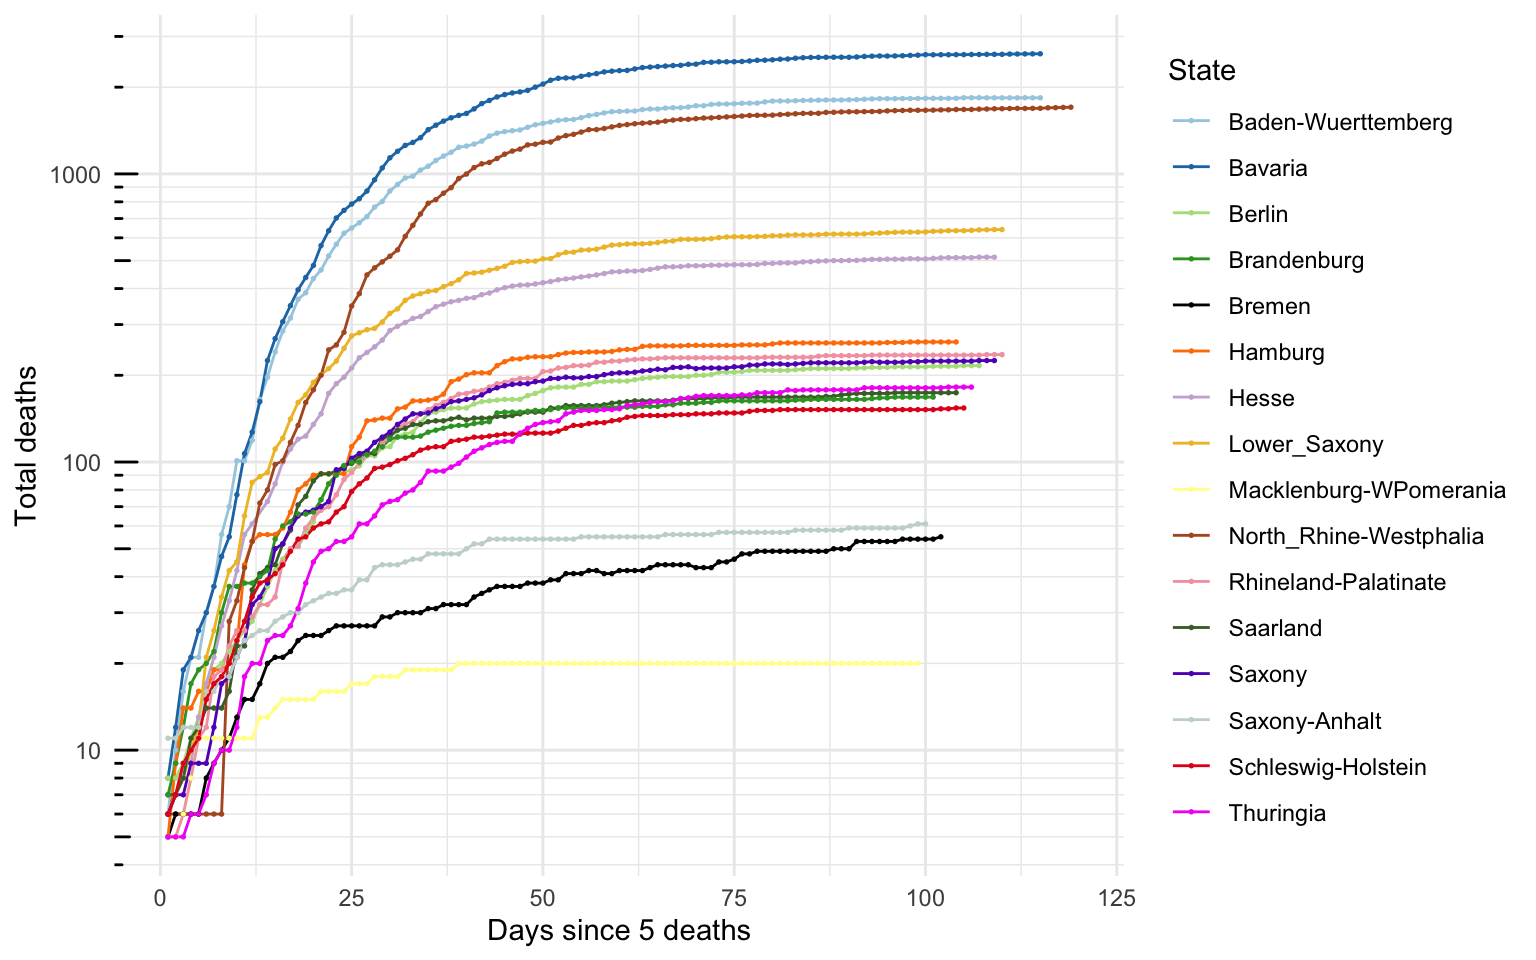 Total deaths
1000
100
10
0 25 50 75 100 125
Days since 5 deaths
State
Baden-Wuerttemberg
Bavaria
Berlin
Brandenburg
Bremen
Hamburg
Hesse
Lower_Saxony
Macklenburg-WPomerania
North_Rhine-Westphalia
Rhineland-Palatinate
Saarland
Saxony
Saxony-Anhalt
Schleswig-Holstein
Thuringia